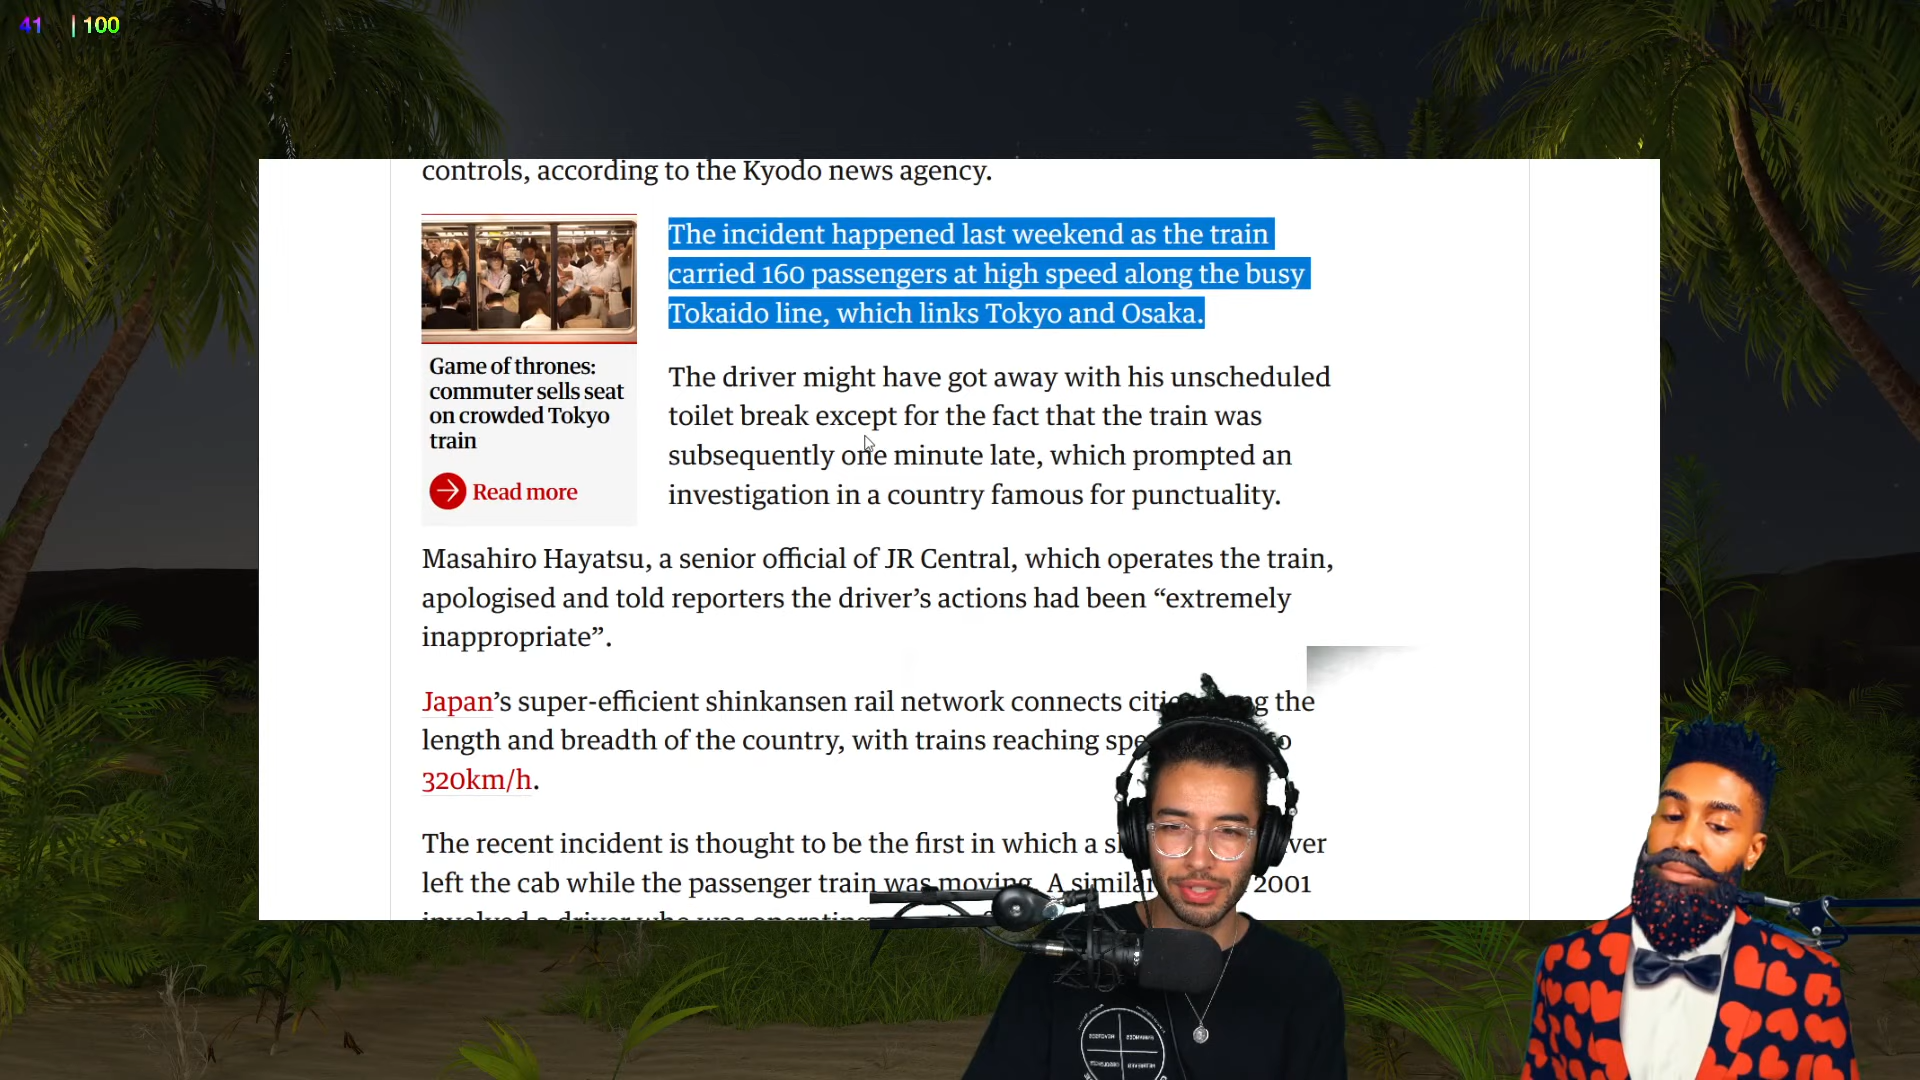 41 | 100
controls, according to the Kyodo news agency.
The incident happened last weekend as the train
carried 160 passengers at high speed along the busy
Tokaido line, which links Tokyo and Osaka.
Game of thrones:
commuter sells seat
on crowded Tokyo
train
Read more
The driver might have got away with his unscheduled
toilet break except for the fact that the train was
subsequently one minute late, which prompted an
investigation in a country famous for punctuality.
Masahiro Hayatsu, a senior official of JR Central, which operates the train,
apologised and told reporters the driver’s actions had been “extremely
inappropriate”.
Japan’s super-efficient shinkansen rail network connects the
length and breadth of the country, with trains reaching
320km/h.
The recent incident is thought to be the first in which a
left the cab while the passenger train was moving. A 2001
involved a driver who was operating